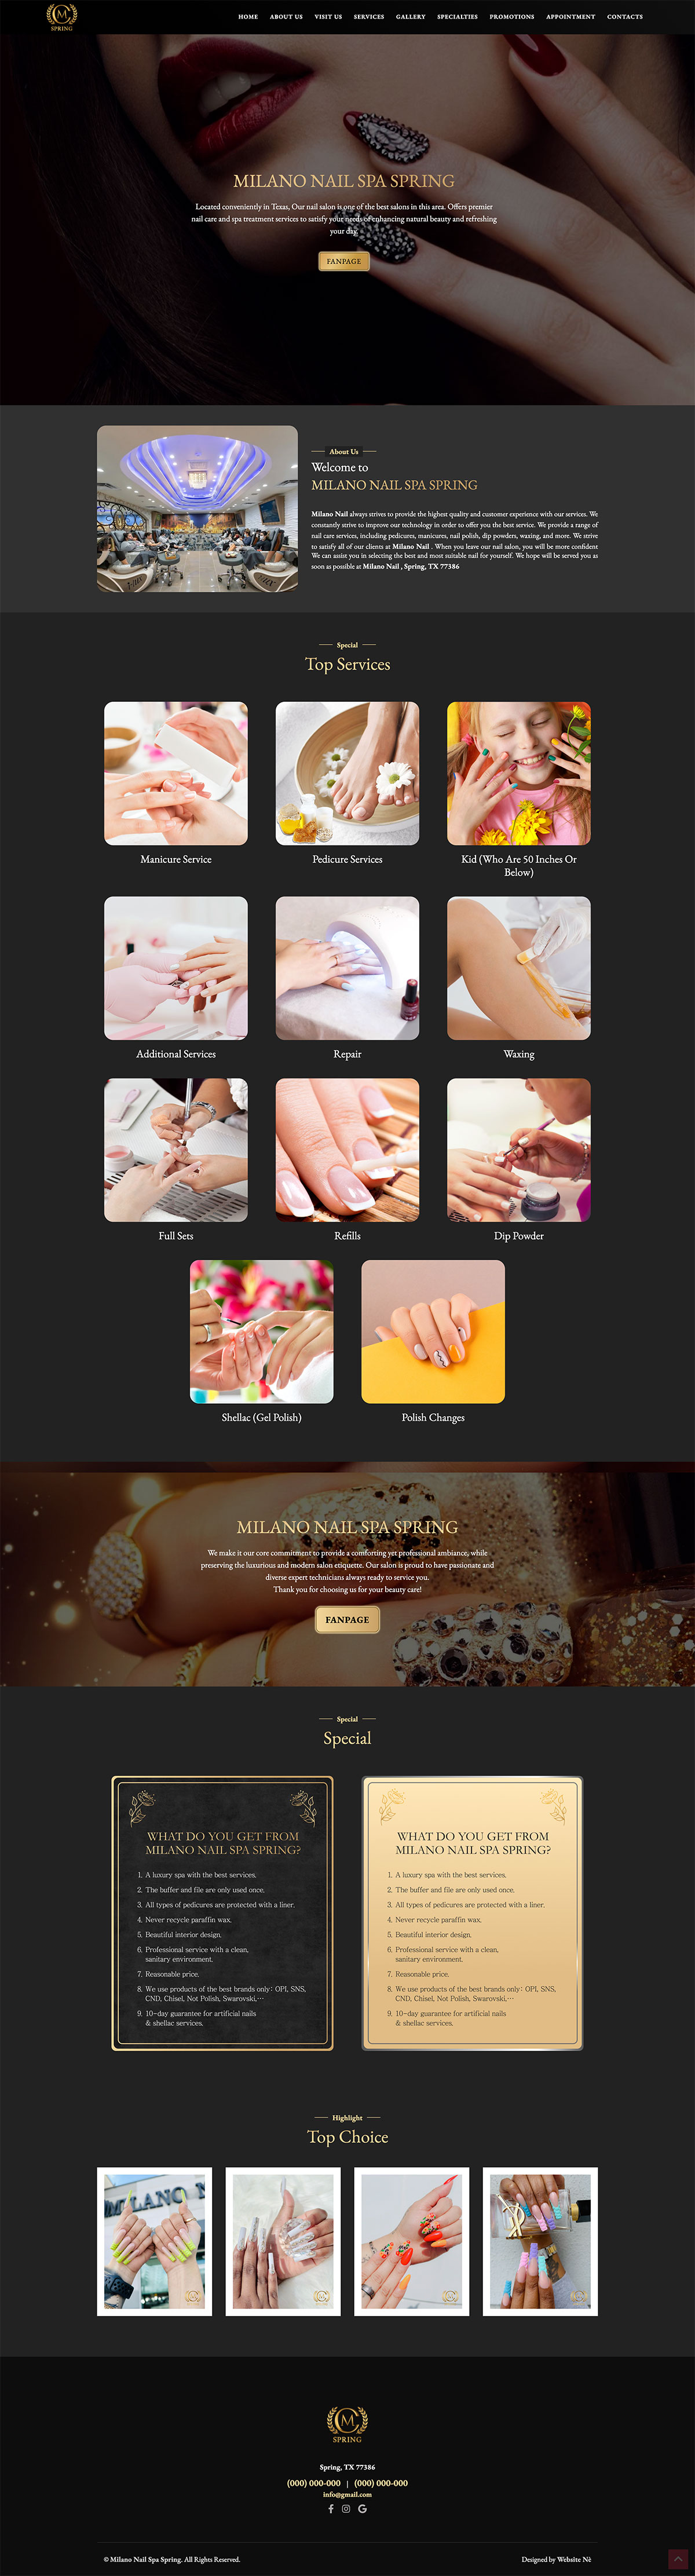 SPRING
HOME ABOUT US VISIT US SERVICES GALLERY SPECIALTIES PROMOTIONS APPOINTMENT CONTACTS
MILANO NAIL SPA SPRING
Located conveniently in Texas, Our nail salon is one of the best salons in this area. Offers premier
nail care and spa treatment services to satisfy your needs of enhancing natural beauty and refreshing
your day.
FANPAGE
About Us
Welcome to
MILANO NAIL SPA SPRING
Milano Nail always strives to provide the highest quality and customer experience with our services. We
constantly strive to improve our technology in order to offer you the best service. We provide a range of
nail care services, including pedicures, manicures, nail polish, dip powders, waxing, and more. We strive
to satisfy all of our clients at Milano Nail . When you leave our nail salon, you will be more confident
We can assist you in selecting the best and most suitable nail for yourself. We hope will be served you as
soon as possible at Milano Nail , Spring, TX 77386
Special
Top Services
Manicure Service
Pedicure Services
Kid (Who Are 50 Inches Or
Below)
Additional Services
Repair
Waxing
Full Sets
Refills
Dip Powder
Shellac (Gel Polish)
Polish Changes
MILANO NAIL SPA SPRING
We make it our core commitment to provide a comforting yet professional ambiance, while
preserving the luxurious and modern salon etiquette. Our salon is proud to have passionate and
diverse expert technicians always ready to service you.
Thank you for choosing us for your beauty care!
FANPAGE
Special
Special
WHAT DO YOU GET FROM
MILANO NAIL SPA SPRING?
1. A luxury spa with the best services.
2. The buffer and file are only used once.
3. All types of pedicures are protected with a liner.
4. Never recycle paraffin wax.
5. Beautiful interior design.
6. Professional service with a clean,
sanitary environment.
7. Reasonable price.
8. We use products of the best brands only: OPI, SNS,
CND, Chisel, Not Polish, Swarovski,…
9. 10-day guarantee for artificial nails
& shellac services.
WHAT DO YOU GET FROM
MILANO NAIL SPA SPRING?
1. A luxury spa with the best services.
2. The buffer and file are only used once.
3. All types of pedicures are protected with a liner.
4. Never recycle paraffin wax.
5. Beautiful interior design.
6. Professional service with a clean,
sanitary environment.
7. Reasonable price.
8. We use products of the best brands only: OPI, SNS,
CND, Chisel, Not Polish, Swarovski,…
9. 10-day guarantee for artificial nails
& shellac services.
Highlight
Top Choice
MILANO N
SPRING
Spring, TX 77386
(000) 000-000 | (000) 000-000
info@gmail.com
© Milano Nail Spa Spring. All Rights Reserved.
Designed by Website Nè